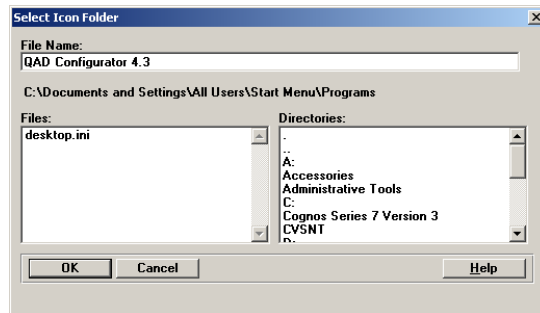 Select Icon Folder
File Name:
QAD Configurator 4.3
C:\Documents and Settings\All Users\Start Menu\Programs
Files:
desktop.ini
Directories:
.
..
A:
Accessories
Administrative Tools
C:
Cognos Series 7 Version 3
CVSNT
D:
OK
Cancel
Help